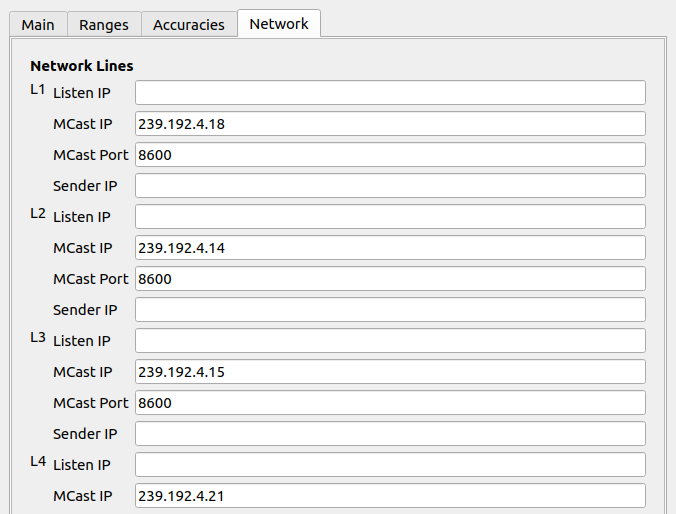 Main Ranges Accuracies Network
Network Lines
L1 Listen IP
MCast IP 239.192.4.18
MCast Port 8600
Sender IP
L2 Listen IP
MCast IP 239.192.4.14
MCast Port 8600
Sender IP
L3 Listen IP
MCast IP 239.192.4.15
MCast Port 8600
Sender IP
L4 Listen IP
MCast IP 239.192.4.21